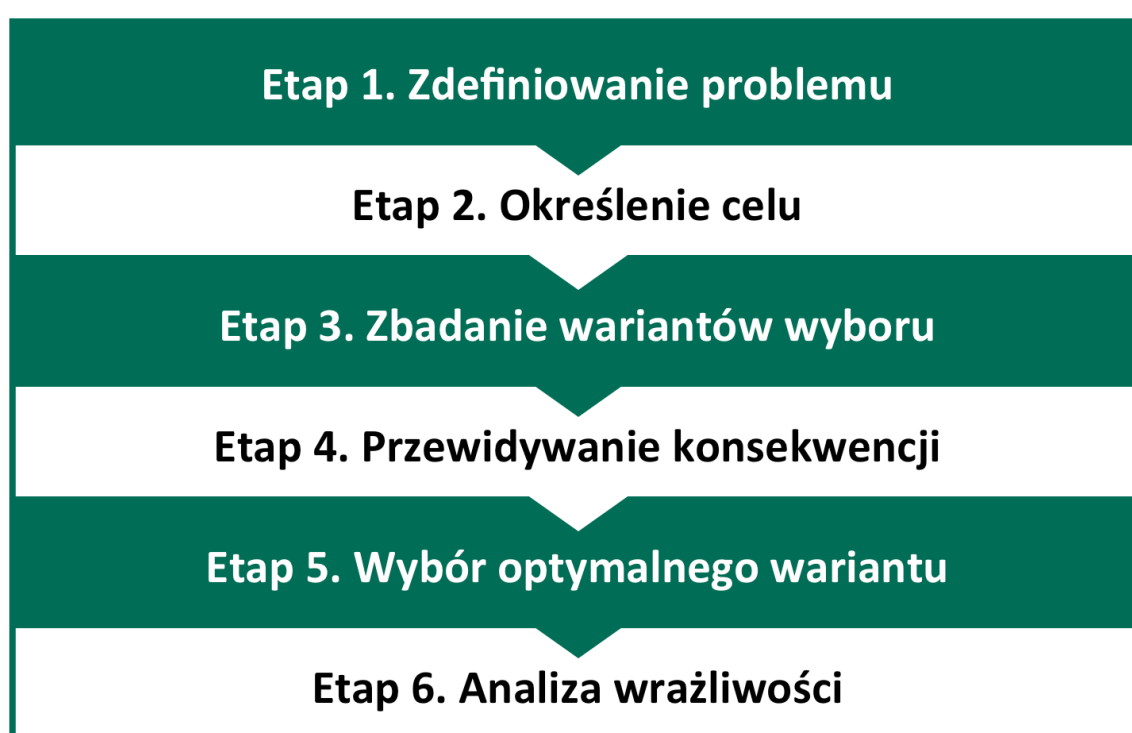 Etap 1. Zdefiniowanie problemu
Etap 2. Określenie celu
Etap 3. Zbadanie wariantów wyboru
Etap 4. Przewidywanie konsekwencji
Etap 5. Wybór optymalnego wariantu
Etap 6. Analiza wrażliwości